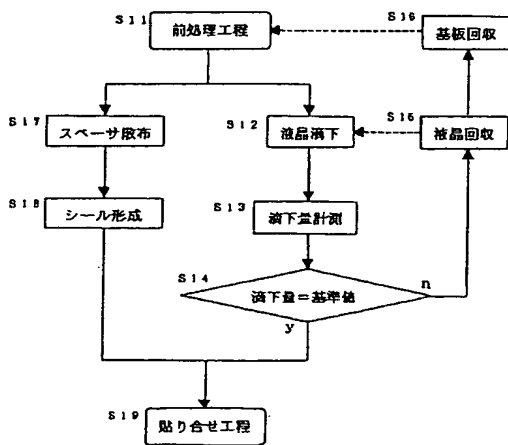 S11 前処理工程
S16 基板回収
S17 スペーサ散布
S12 液晶滴下
S15 液晶回収
S18 シール形成
S13 滴下量計測
S14 滴下量=基準値
n
y
S19 貼り合せ工程